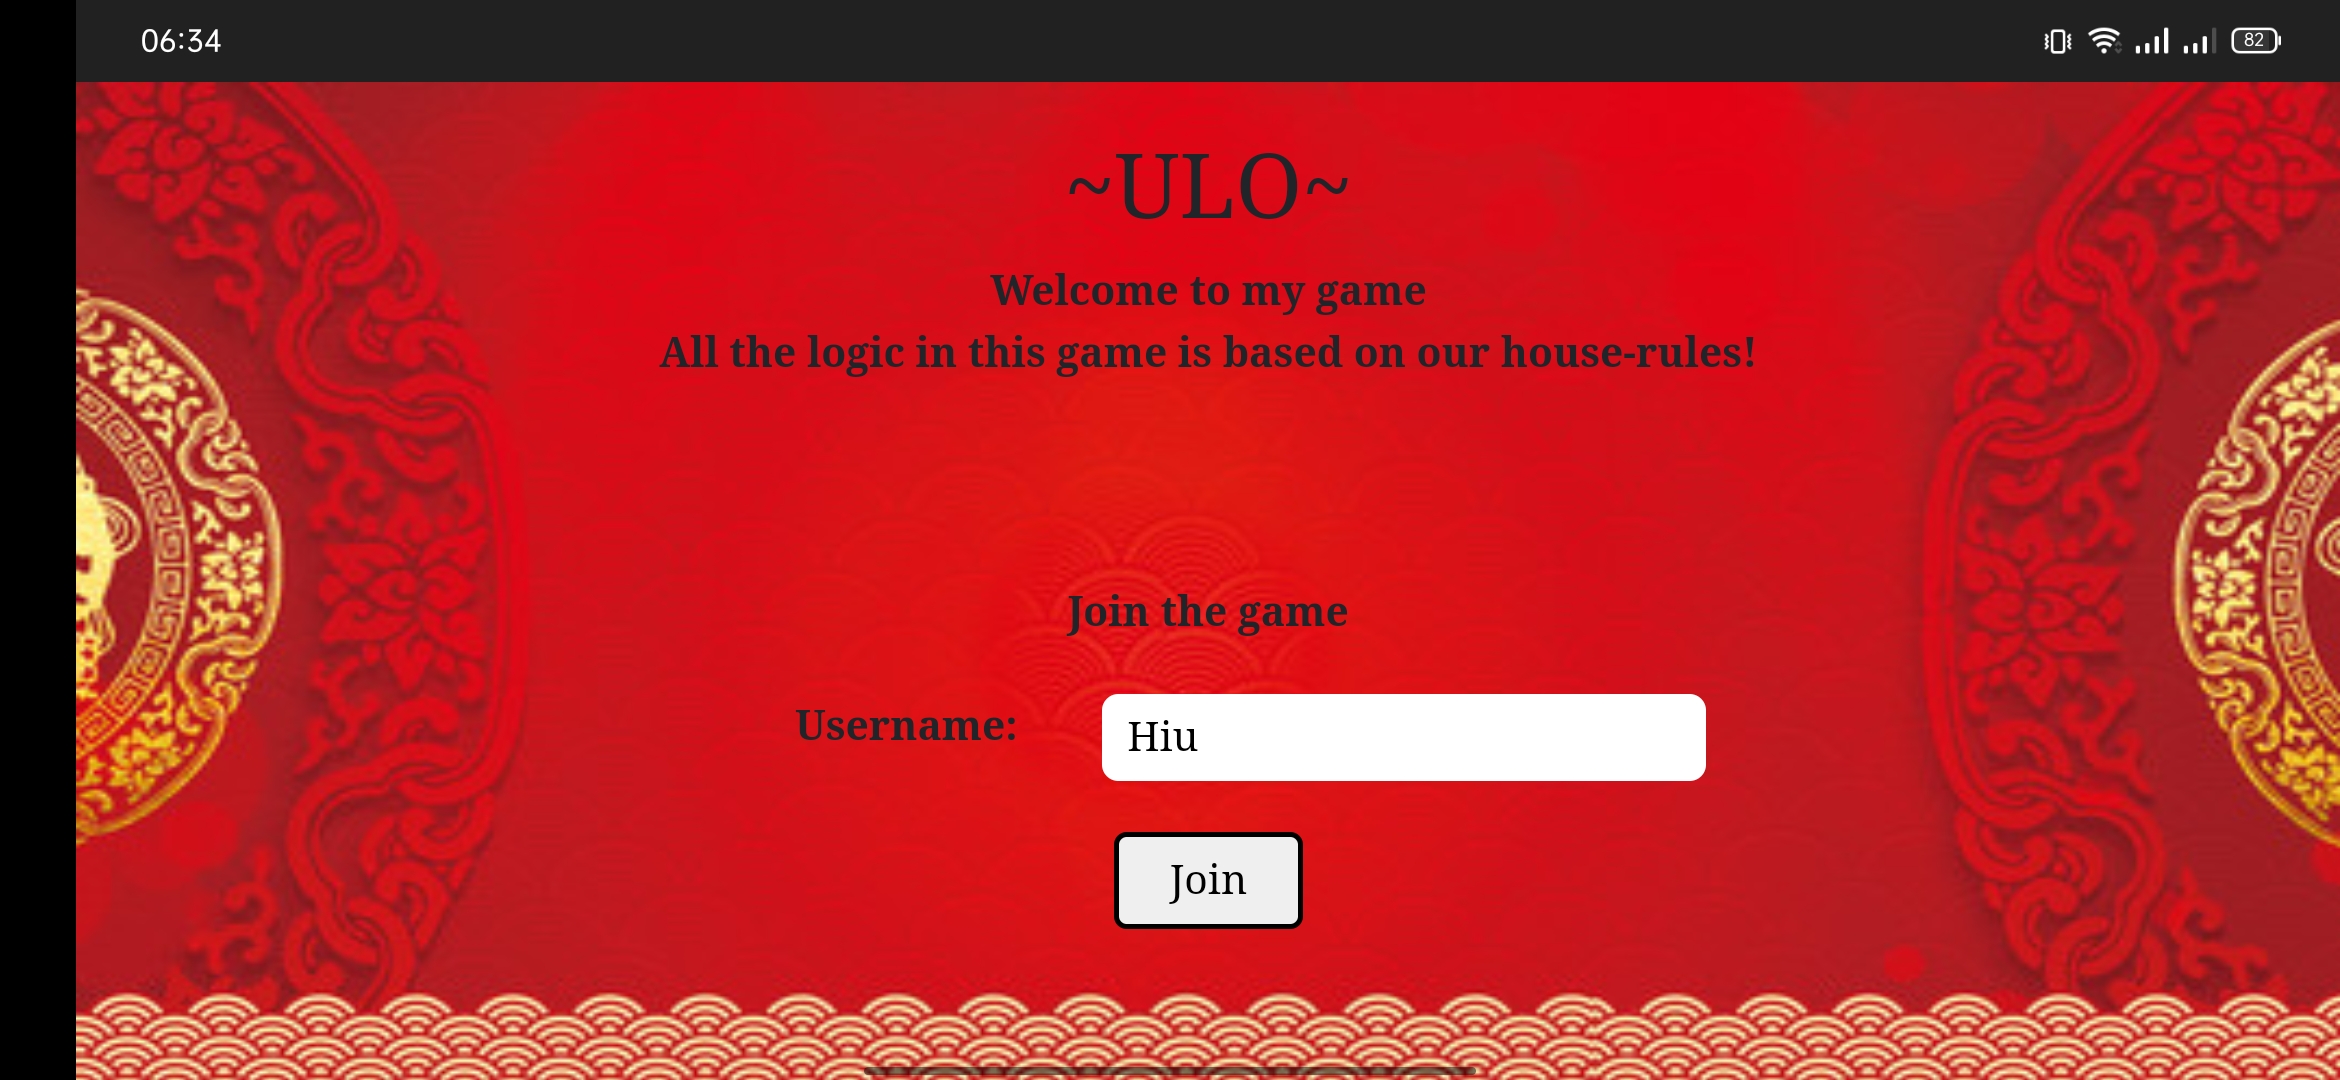 06:34
82
~ULO~
Welcome to my game
All the logic in this game is based on our house-rules!
Join the game
Username:
Hiu
Join